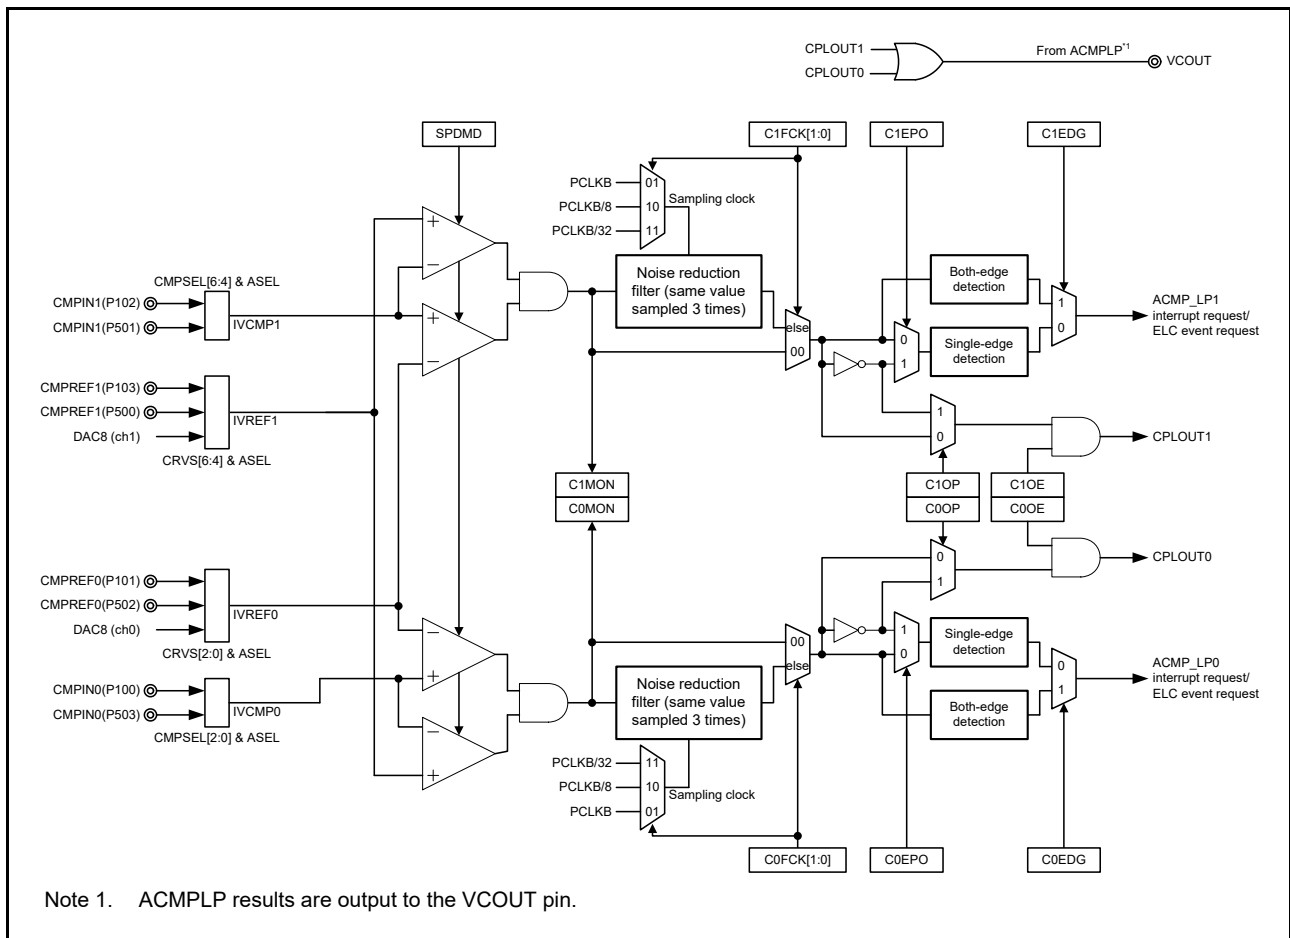 CPLOUT1
CPLOUT0
From ACMPLP*1
VCOUT
SPDMD
C1FCK[1:0]
C1EPO
C1EDG
PCLKB
01
PCLKB/8
10
PCLKB/32
11
Sampling clock
+
−
+
−
CMPSEL[6:4] & ASEL
CMPIN1(P102)
CMPIN1(P501)
IVCMP1
Noise reduction
filter (same value
sampled 3 times)
else
00
0
1
Both-edge
detection
Single-edge
detection
1
0
ACMP_LP1
interrupt request/
ELC event request
CMPREF1(P103)
CMPREF1(P500)
DAC8 (ch1)
IVREF1
CRVS[6:4] & ASEL
1
0
CPLOUT1
C1MON
C0MON
C1OP
C0OP
C1OE
C0OE
0
1
CPLOUT0
CMPREF0(P101)
CMPREF0(P502)
DAC8 (ch0)
IVREF0
CRVS[2:0] & ASEL
CMPIN0(P100)
CMPIN0(P503)
IVCMP0
CMPSEL[2:0] & ASEL
−
+
−
+
Noise reduction
filter (same value
sampled 3 times)
00
else
1
0
Single-edge
detection
Both-edge
detection
0
1
ACMP_LP0
interrupt request/
ELC event request
PCLKB/32
11
PCLKB/8
10
PCLKB
01
Sampling clock
C0FCK[1:0]
C0EPO
C0EDG
Note 1. ACMPLP results are output to the VCOUT pin.